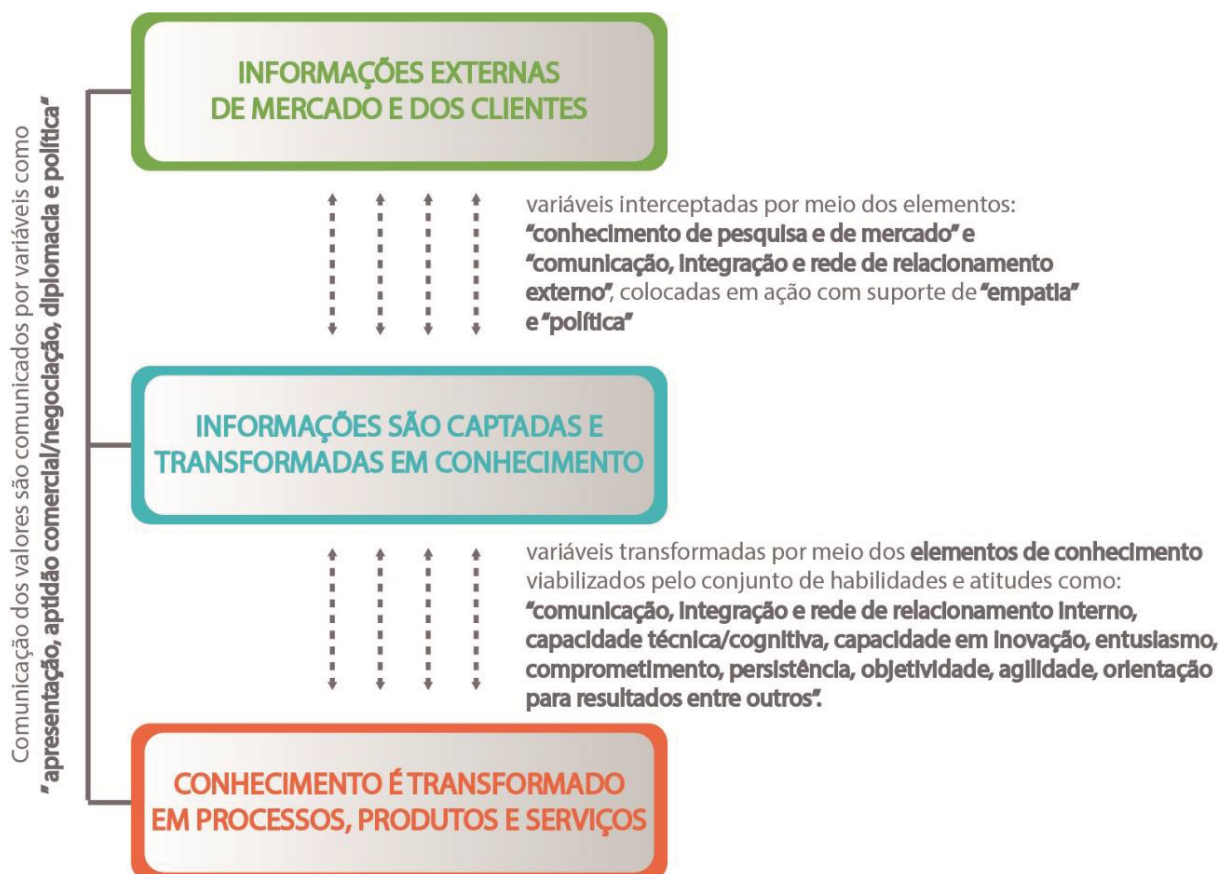 Comunicação dos valores são comunicados por variáveis como
"apresentação, aptidão comercial/negociação, diplomacia e política"
INFORMAÇÕES EXTERNAS
DE MERCADO E DOS CLIENTES
variáveis interceptadas por meio dos elementos:
"conhecimento de pesquisa e de mercado" e
"comunicação, integração e rede de relacionamento
externo", colocadas em ação com suporte de "empatia"
e "política"
INFORMAÇÕES SÃO CAPTADAS E
TRANSFORMADAS EM CONHECIMENTO
variáveis transformadas por meio dos elementos de conhecimento
viabilizados pelo conjunto de habilidades e atitudes como:
"comunicação, integração e rede de relacionamento interno,
capacidade técnica/cognitiva, capacidade em inovação, entusiasmo,
comprometimento, persistência, objetividade, agilidade, orientação
para resultados entre outros".
CONHECIMENTO É TRANSFORMADO
EM PROCESSOS, PRODUTOS E SERVIÇOS